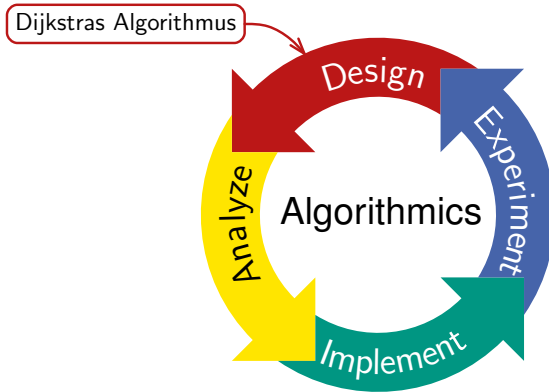 Dijkstras Algorithmus
Design
Experiment
Algorithmics
Analyze
Implement